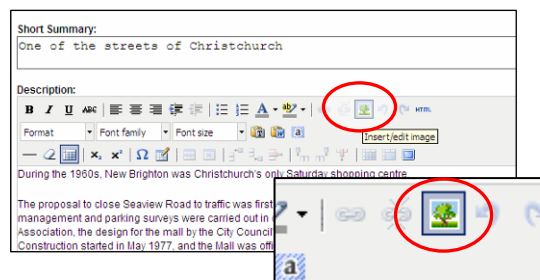 Short Summary:
One of the streets of Christchurch
Description:
B I U ABC A ab HTML
Format Font family Font size a
Insert/edit image
x₂ x² Ω
During the 1960s, New Brighton was Christchurch's only Saturday shopping centre.
The proposal to close Seaview Road to traffic was first
management and parking surveys were carried out in
Association, the design for the mall by the City Council
Construction started in May 1977, and the Mall was offi
a